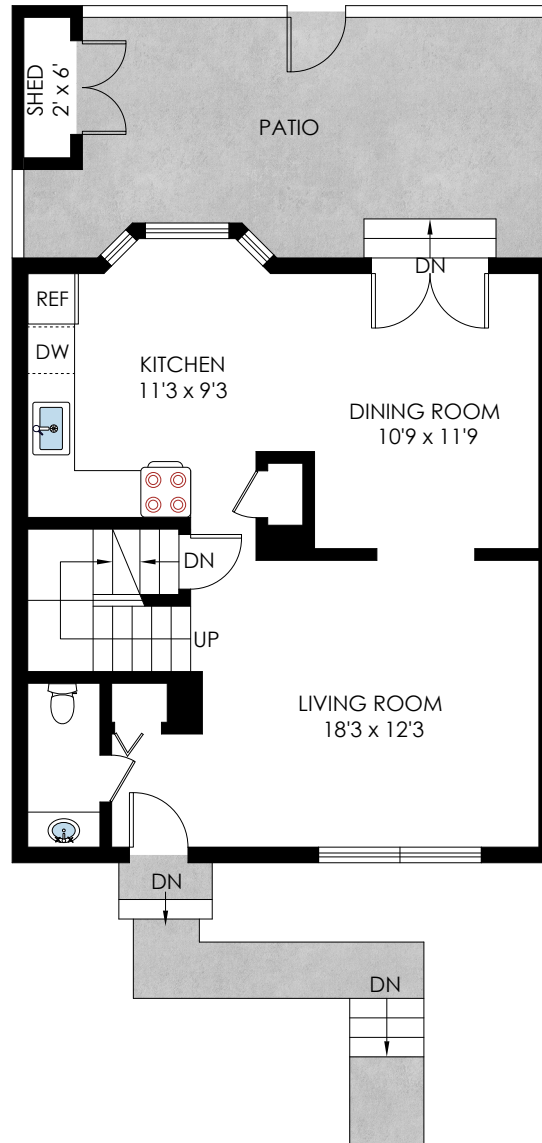 SHED
2' x 6'
PATIO
DN
REF
DW
KITCHEN
11'3 x 9'3
DINING ROOM
10'9 x 11'9
DN
UP
LIVING ROOM
18'3 x 12'3
DN
DN